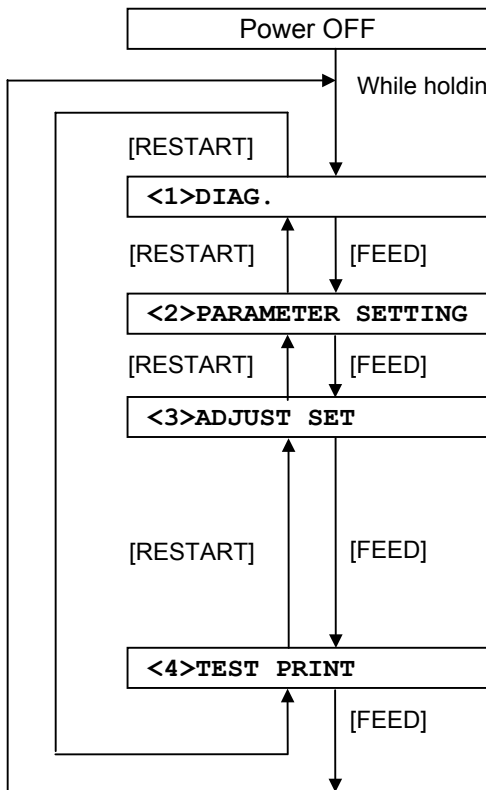 Power OFF
While holdin
[RESTART]
<1>DIAG.
[RESTART] [FEED]
<2>PARAMETER SETTING
[RESTART] [FEED]
<3>ADJUST SET
[RESTART] [FEED]
<4>TEST PRINT
[FEED]